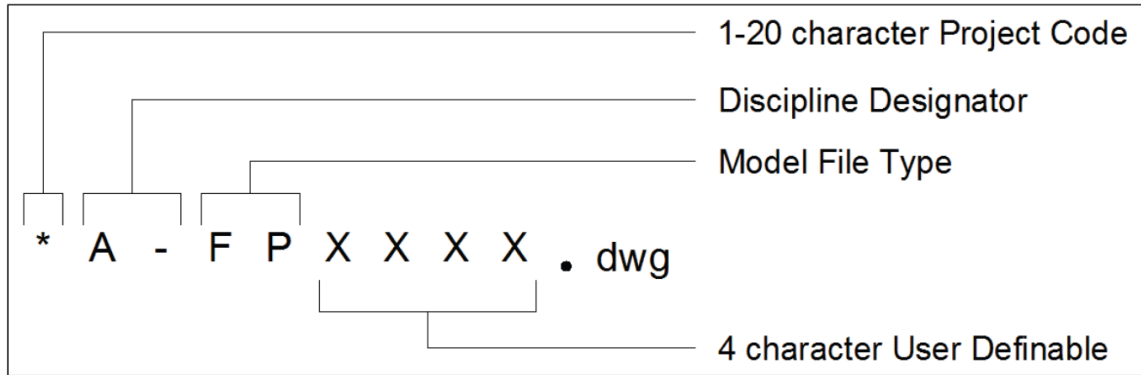 1-20 character Project Code
Discipline Designator
Model File Type
* A - F P X X X X . dwg
4 character User Definable